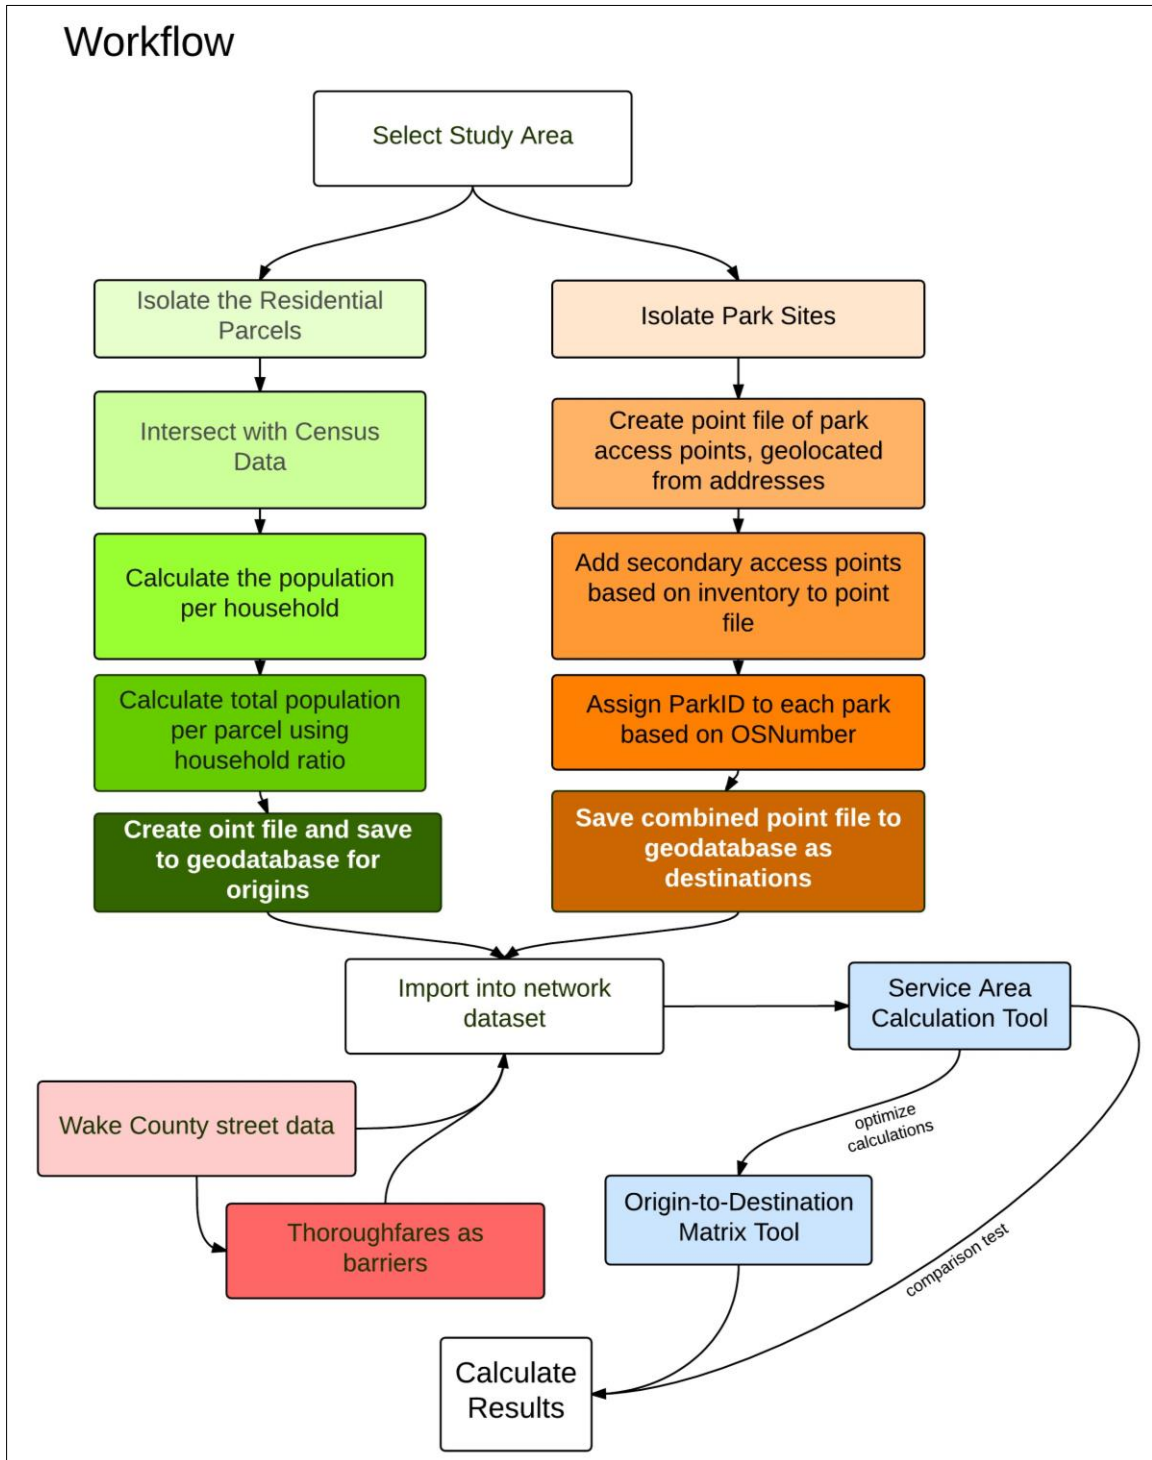 Workflow
Select Study Area
Isolate the Residential
Parcels
Isolate Park Sites
Intersect with Census
Data
Create point file of park
access points, geolocated
from addresses
Calculate the population
per household
Add secondary access points
based on inventory to point
file
Calculate total population
per parcel using
household ratio
Assign ParkID to each park
based on OSNumber
Create oint file and save
to geodatabase for
origins
Save combined point file to
geodatabase as
destinations
Import into network
dataset
Service Area
Calculation Tool
Wake County street data
optimize
calculations
Origin-to-Destination
Matrix Tool
Thoroughfares as
barriers
comparison test
Calculate
Results